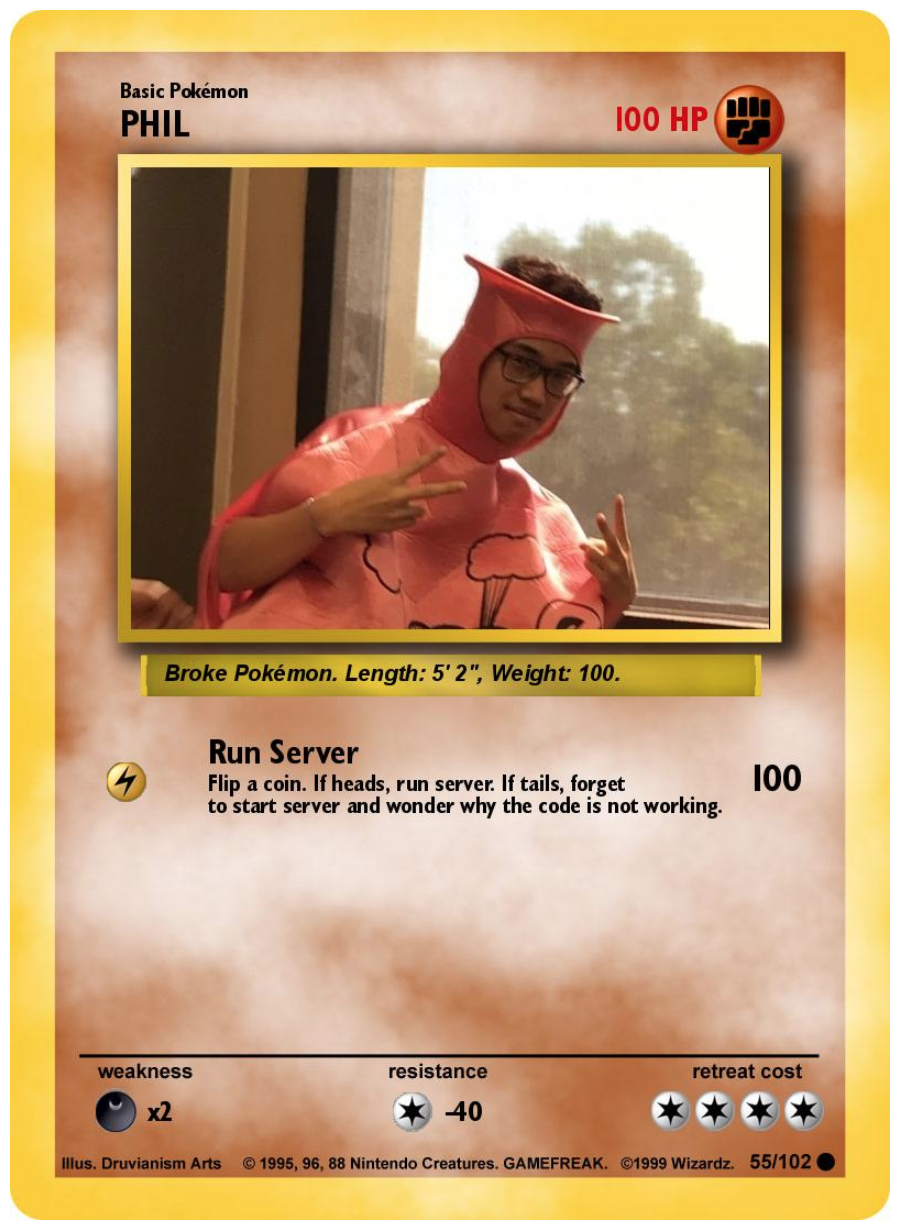 Basic Pokémon
PHIL
100 HP
Broke Pokémon. Length: 5' 2", Weight: 100.
Run Server
Flip a coin. If heads, run server. If tails, forget
to start server and wonder why the code is not working.
100
weakness
resistance
retreat cost
x2
-40
Illus. Druvianism Arts © 1995, 96, 88 Nintendo Creatures. GAMEFREAK. ©1999 Wizardz. 55/102